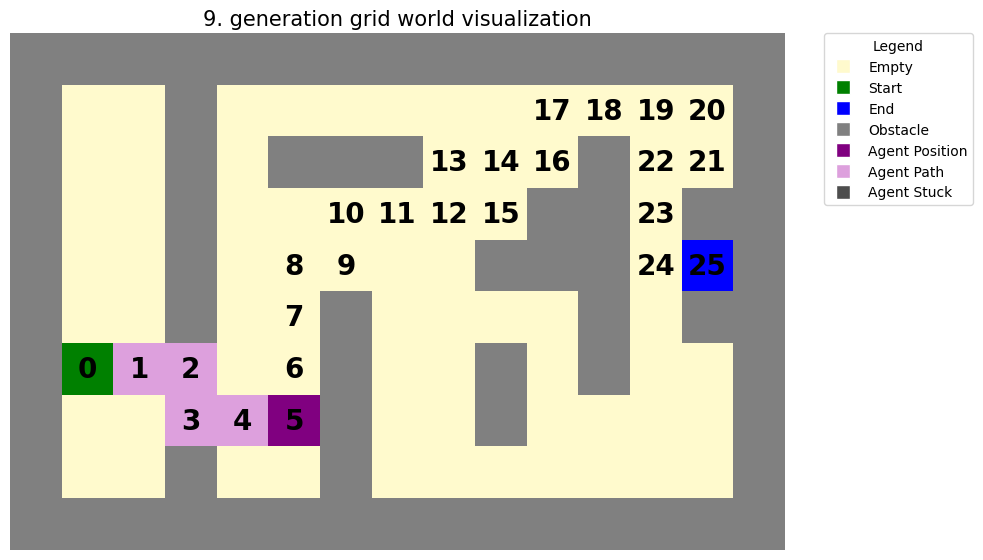 9. generation grid world visualization
Legend
Empty
Start
End
Obstacle
Agent Position
Agent Path
Agent Stuck
17 18 19 20
13 14 16 22 21
10 11 12 15 23
8 9 24 25
7
0 1 2 6
3 4 5